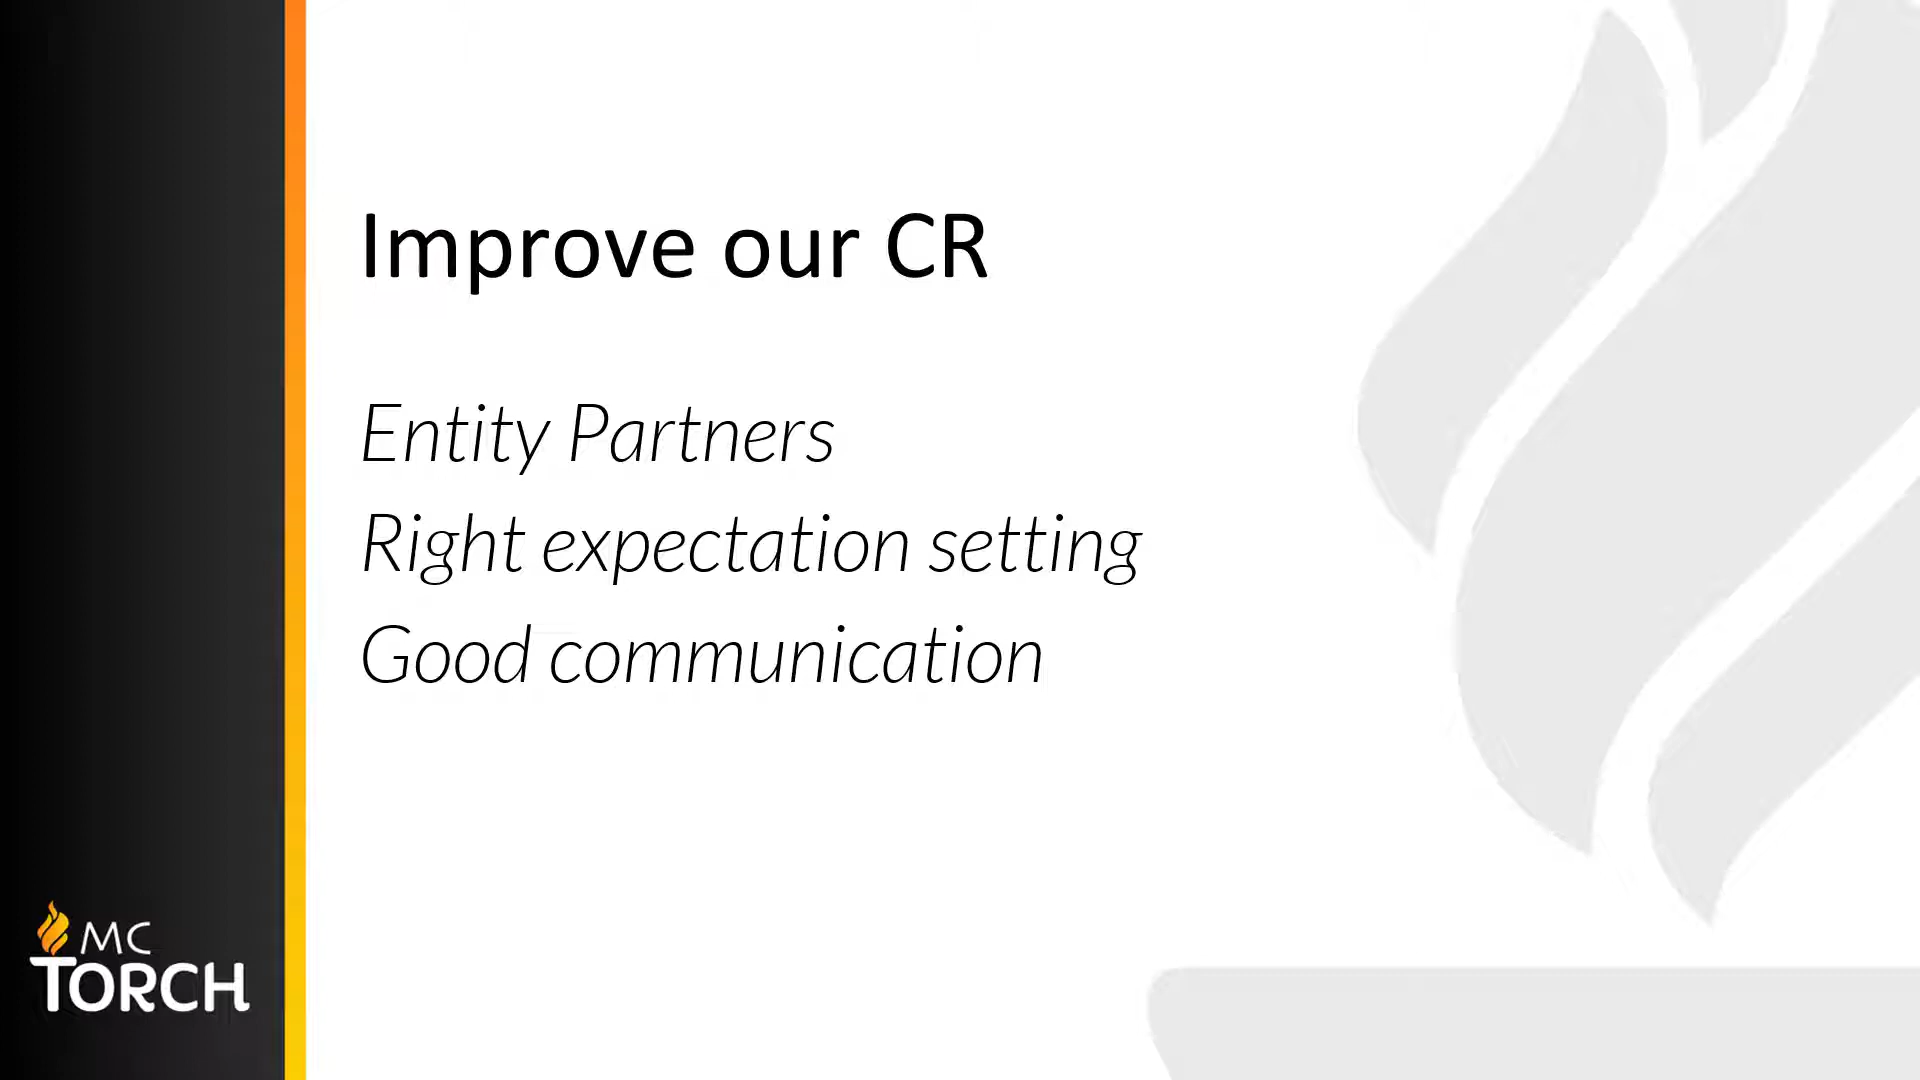 Improve our CR
Entity Partners
Right expectation setting
Good communication
MC
TORCH